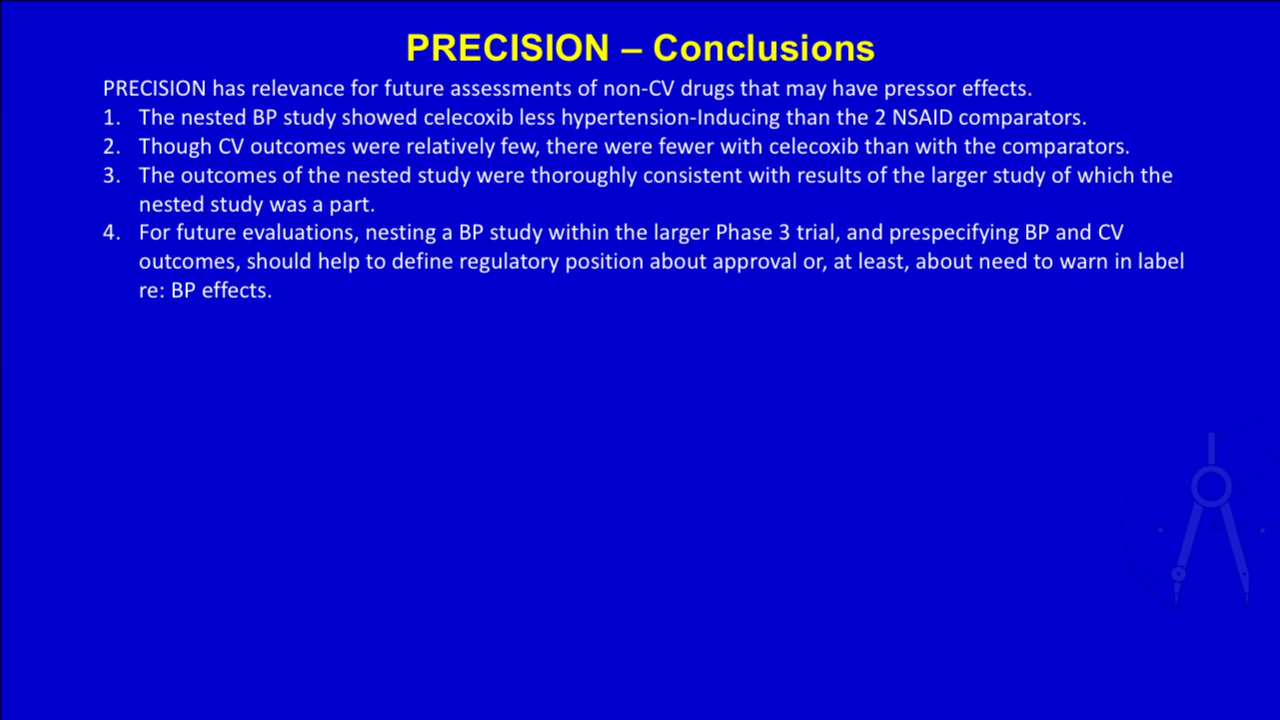 PRECISION – Conclusions
PRECISION has relevance for future assessments of non-CV drugs that may have pressor effects.
1. The nested BP study showed celecoxib less hypertension-Inducing than the 2 NSAID comparators.
2. Though CV outcomes were relatively few, there were fewer with celecoxib than with the comparators.
3. The outcomes of the nested study were thoroughly consistent with results of the larger study of which the
nested study was a part.
4. For future evaluations, nesting a BP study within the larger Phase 3 trial, and prespecifying BP and CV
outcomes, should help to define regulatory position about approval or, at least, about need to warn in label
re: BP effects.